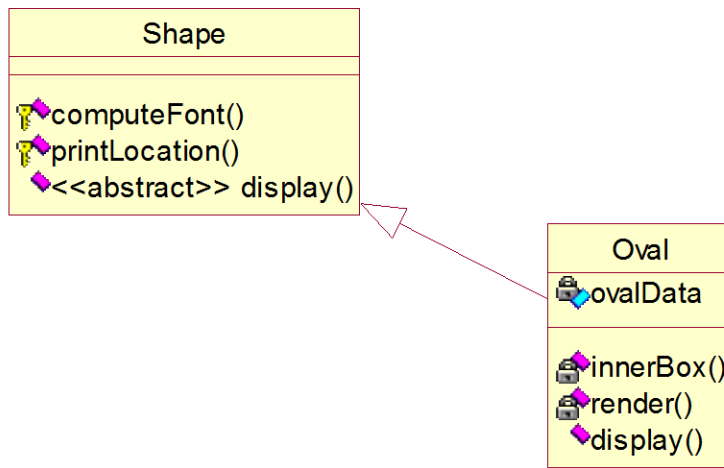 Shape
computeFont()
printLocation()
<<abstract>> display()
Oval
ovalData
innerBox()
render()
display()